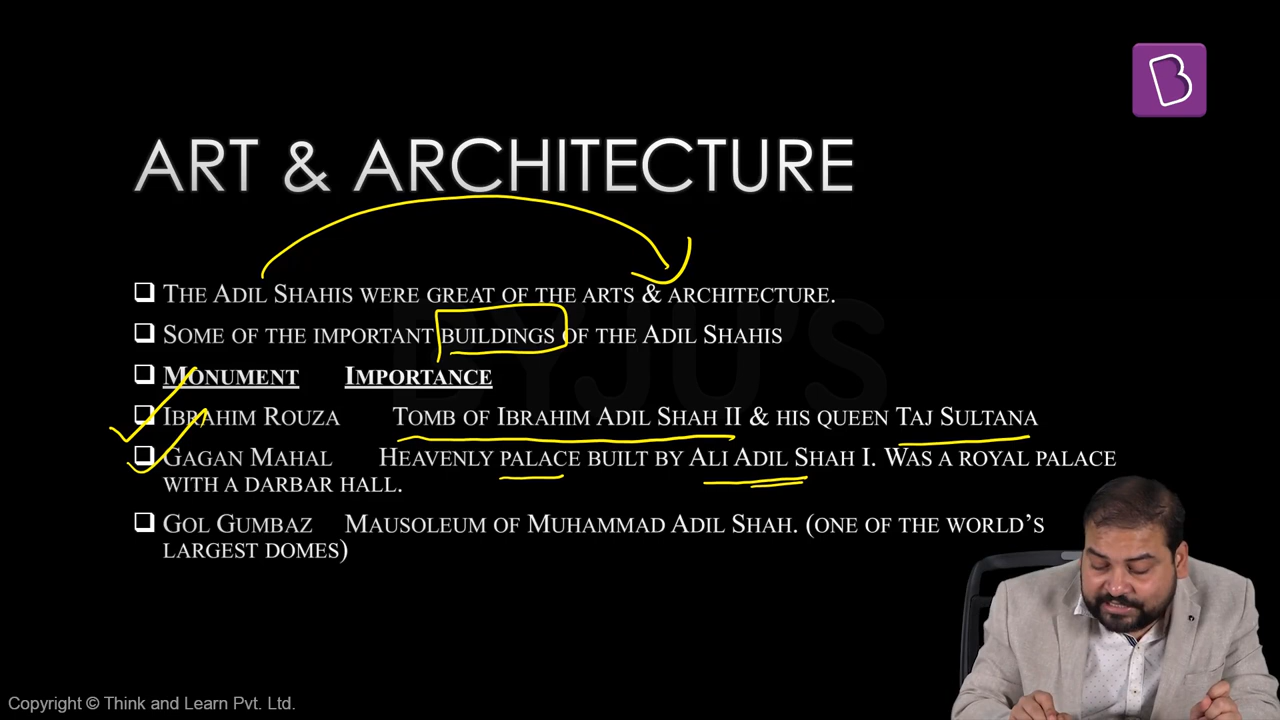 ART & ARCHITECTURE
THE ADIL SHAHIS WERE GREAT OF THE ARTS & ARCHITECTURE.
SOME OF THE IMPORTANT BUILDINGS OF THE ADIL SHAHIS
MONUMENT IMPORTANCE
IBRAHIM ROUZA TOMB OF IBRAHIM ADIL SHAH II & HIS QUEEN TAJ SULTANA
GAGAN MAHAL HEAVENLY PALACE BUILT BY ALI ADIL SHAH I. WAS A ROYAL PALACE
WITH A DARBAR HALL.
GOL GUMBAZ MAUSOLEUM OF MUHAMMAD ADIL SHAH. (ONE OF THE WORLD'S
LARGEST DOMES)
BYJU'S
Copyright © Think and Learn Pvt. Ltd.